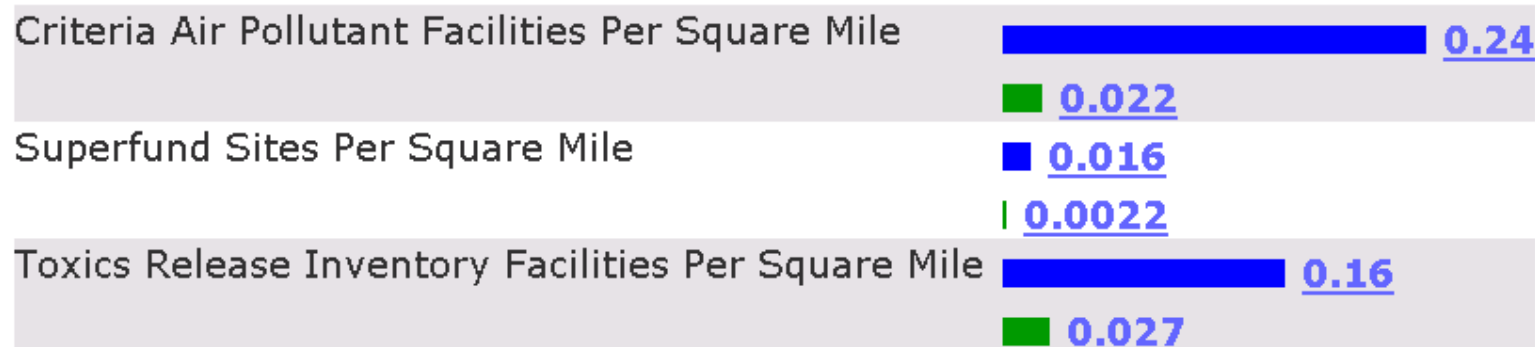 Criteria Air Pollutant Facilities Per Square Mile 0.24
0.022
Superfund Sites Per Square Mile 0.016
0.0022
Toxics Release Inventory Facilities Per Square Mile 0.16
0.027